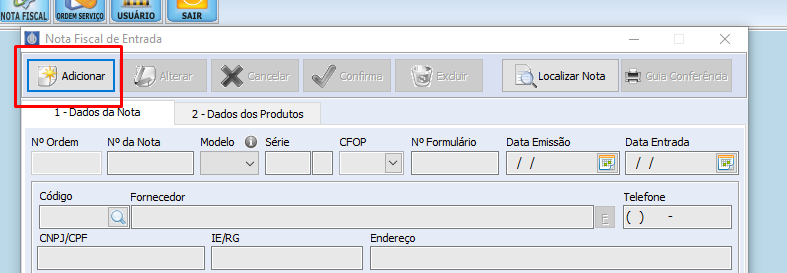 NOTA FISCAL ORDEM SERVIÇO USUÁRIO SAIR
Nota Fiscal de Entrada
Adicionar Alterar Cancelar Confirma Excluir Localizar Nota Guia Conferência
1 - Dados da Nota 2 - Dados dos Produtos
Nº Ordem Nº da Nota Modelo Série CFOP Nº Formulário Data Emissão Data Entrada
/ / / /
Código Fornecedor Telefone
E ( ) -
CNPJ/CPF IE/RG Endereço